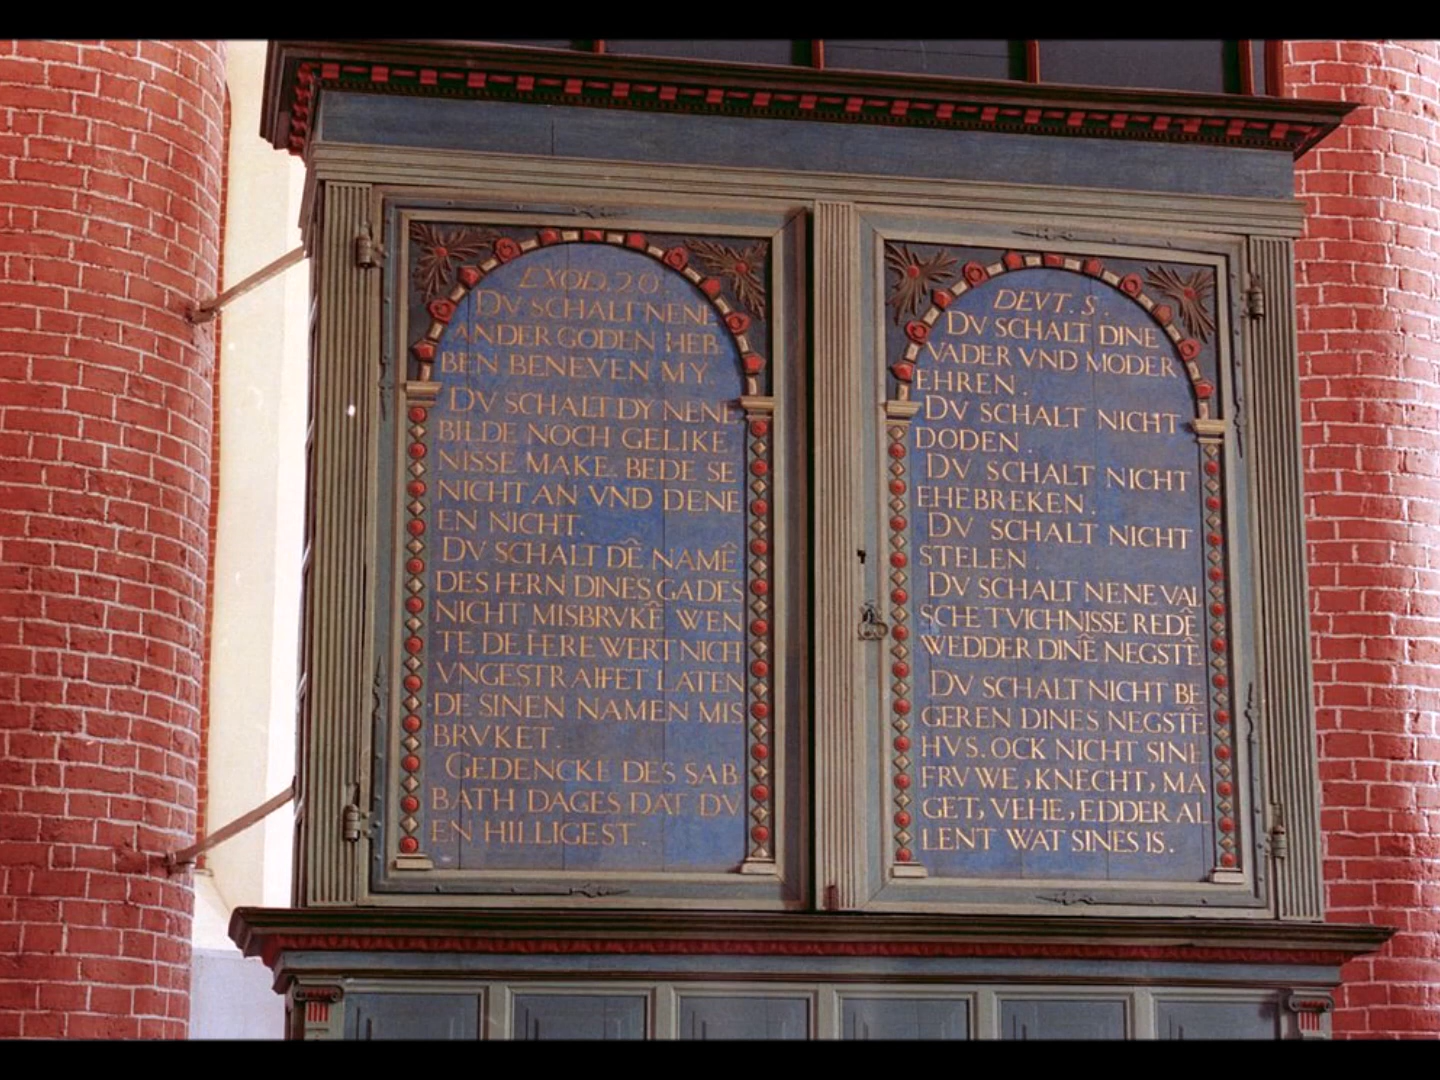 EXOD. 20.
DV SCHALT NENE
ANDER GODEN HEB
BEN BENEVEN MY.
DV SCHALT DY NENE
BILDE NOCH GELIKE
NISSE MAKE. BEDE SE
NICHT AN VND DENE
EN NICHT.
DV SCHALT DÊ NAMÊ
DES HERN DINES GADES
NICHT MISBRVKÊ WEN
TE DE HERE WERT NICH
VNGESTRAFFET LATEN
DE SINEN NAMEN MIS
BRVKET.
GEDENCKE DES SAB
BATH DAGES DAT DV
EN HILLIGEST.
DEVT. 5.
DV SCHALT DINE
VADER VND MODER
EHREN.
DV SCHALT NICHT
DODEN.
DV SCHALT NICHT
EHEBREKEN.
DV SCHALT NICHT
STELEN.
DV SCHALT NENE VAL
SCHE TVICHNISSE REDÊ
WEDDER DINÊ NEGSTÊ
DV SCHALT NICHT BE
GEREN DINES NEGSTE
HVS. OCK NICHT SINE
FRVWE, KNECHT, MA
GET, VEHE, EDDER AL
LENT WAT SINES IS.